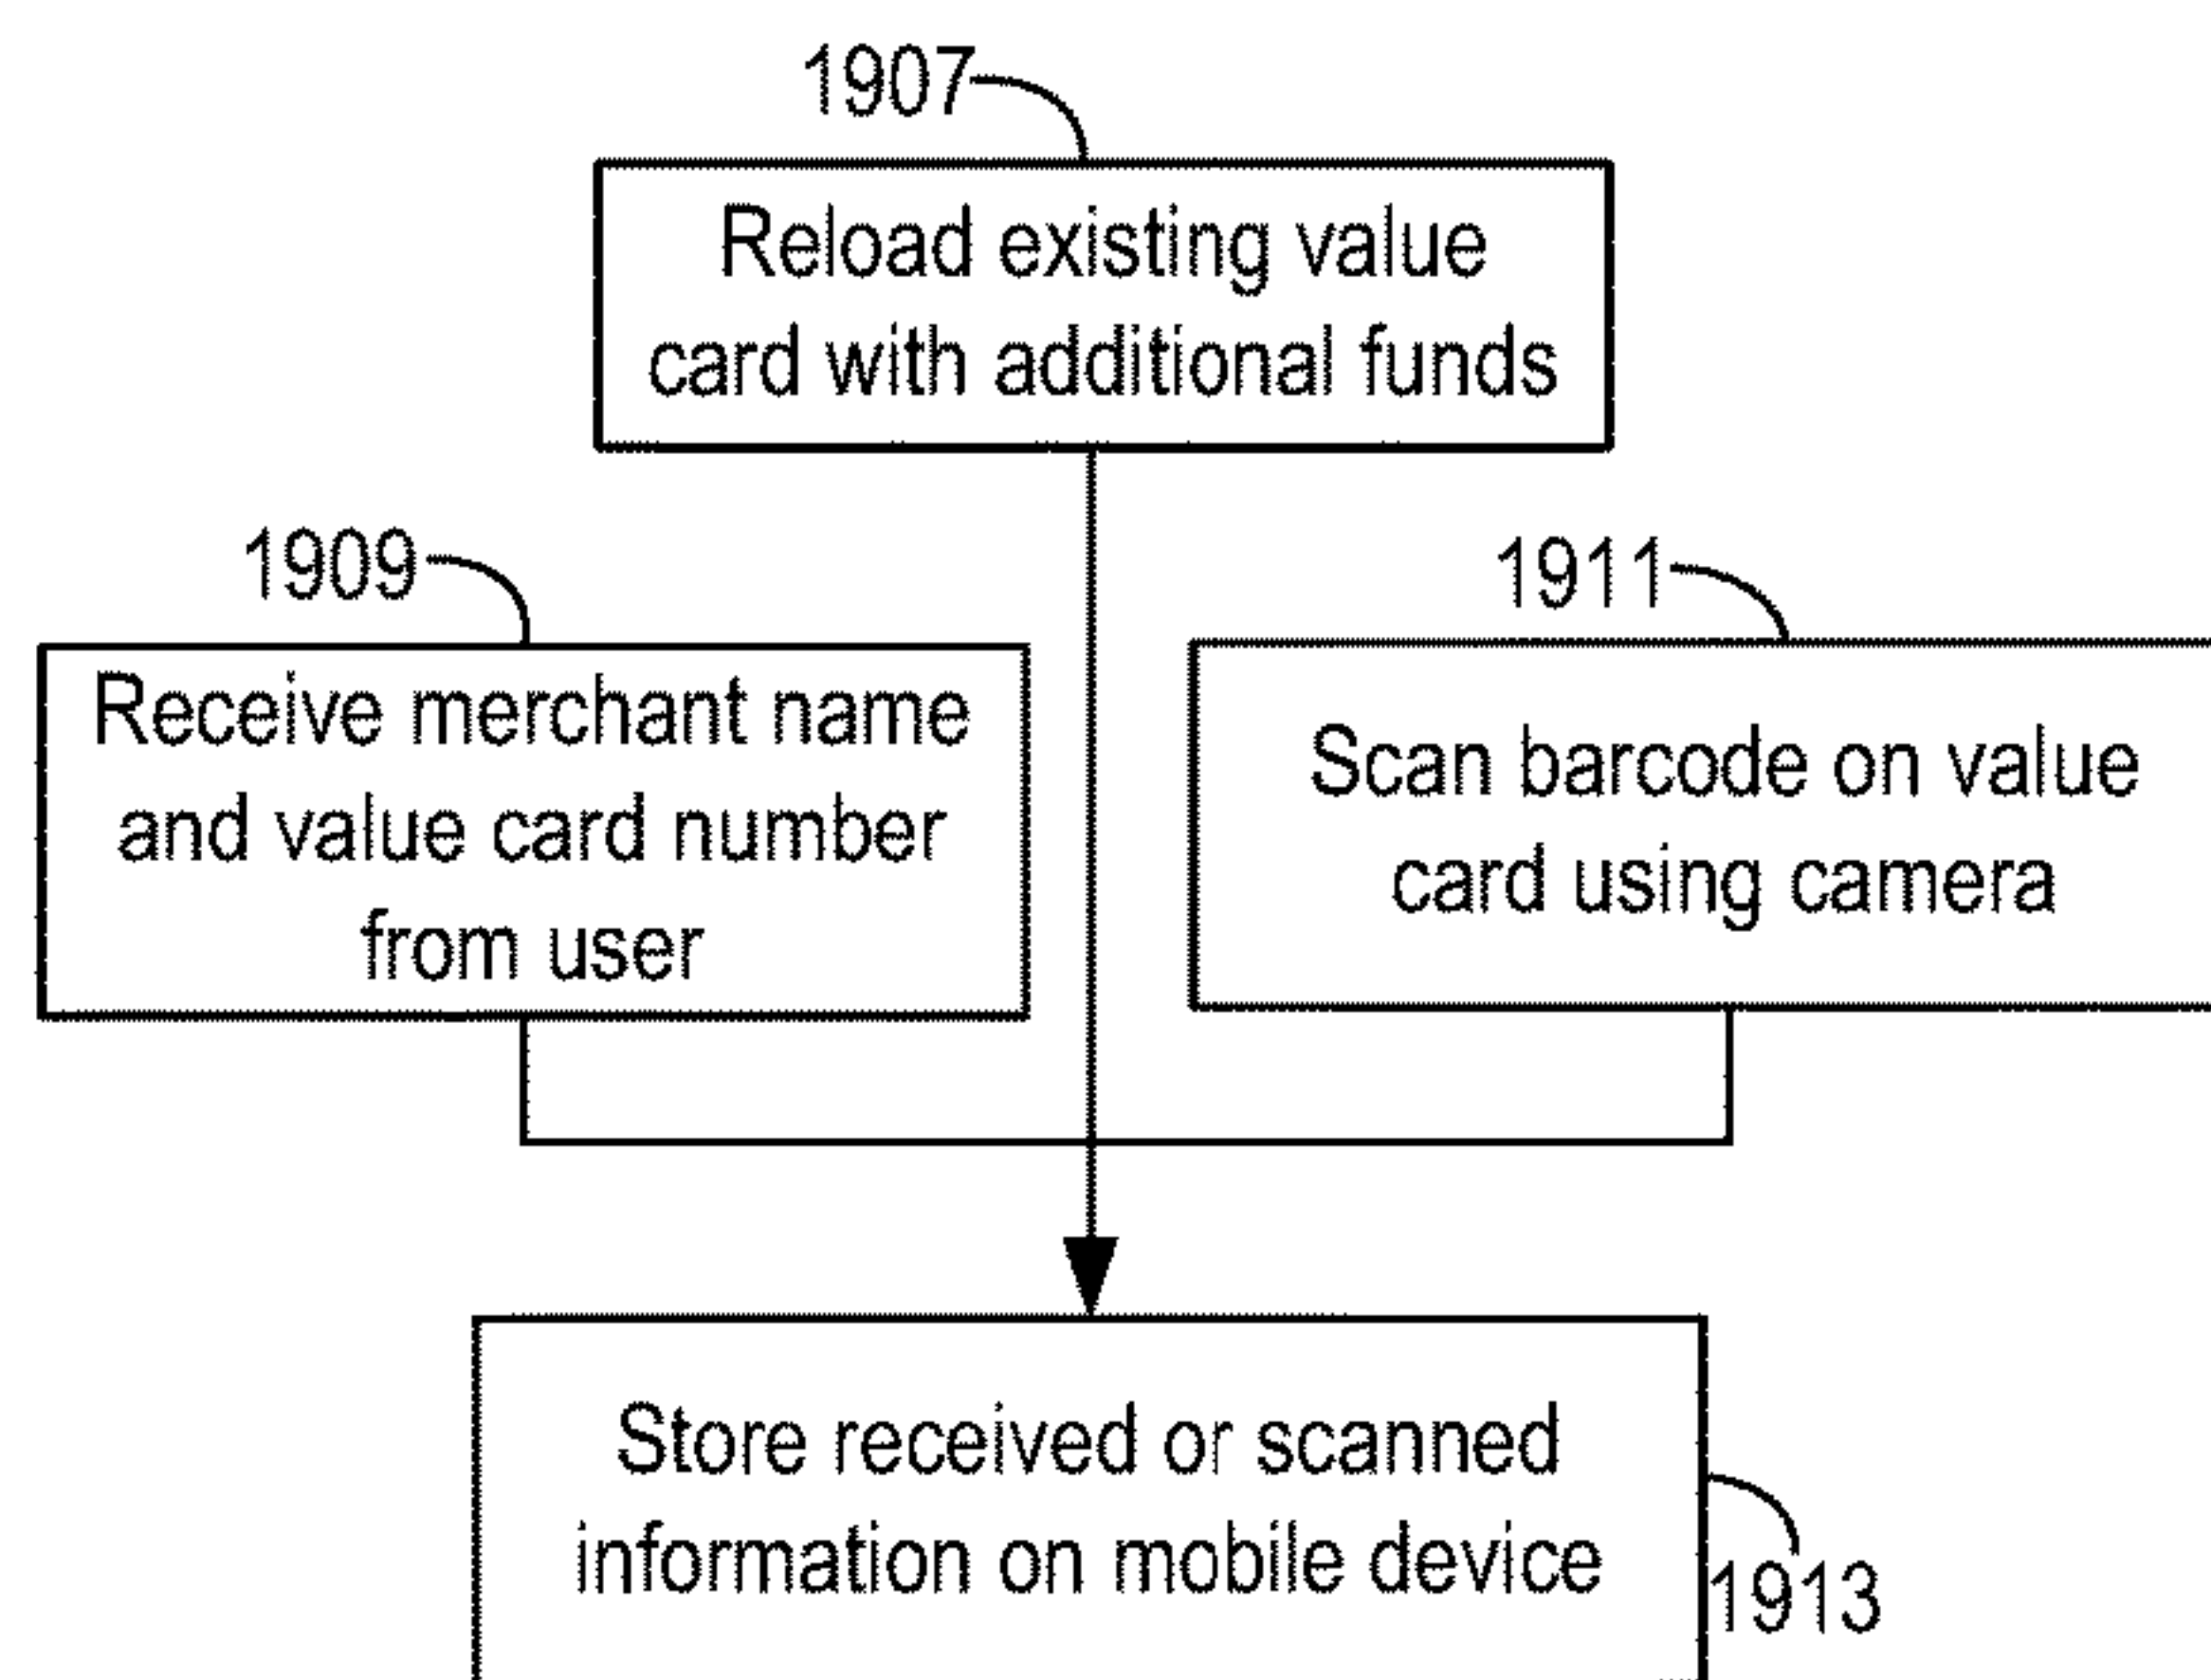 1907
Reload existing value
card with additional funds
1909
1911
Receive merchant name
and value card number
from user
Scan barcode on value
card using camera
Store received or scanned
information on mobile device
1913